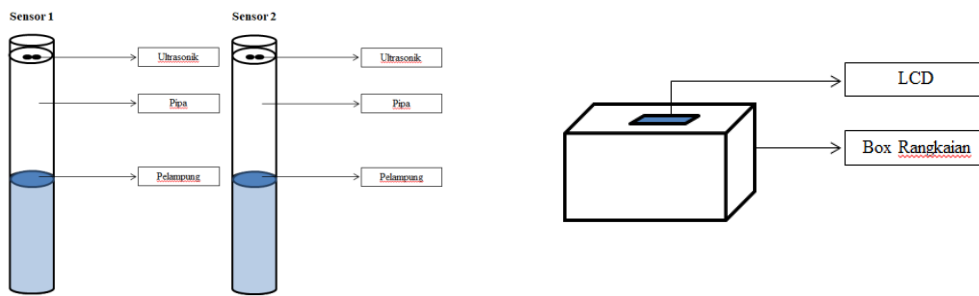 Sensor 1
Sensor 2
Ultrasonik
Ultrasonik
Pipa
Pipa
Pelampung
Pelampung
LCD
Box Rangkaian